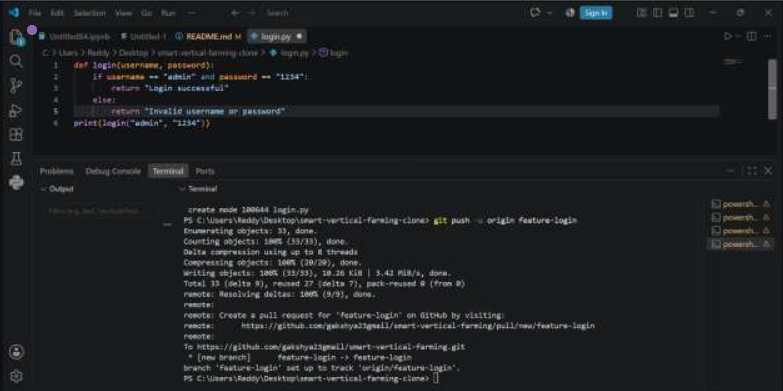 File Edit Selection View Go Run ... Search Sign In
Untitled84.ipynb Untitled-1 README.md M login.py
C: > Users > Reddy > Desktop > smart-vertical-farming-clone > login.py > login
1 def login(username, password):
2 if username == "admin" and password == "1234":
3 return "Login successful"
4 else:
5 return "Invalid username or password"
6 print(login("admin", "1234"))
Problems Debug Console Terminal Ports
Output Terminal
create mode 100644 login.py
PS C:\Users\Reddy\Desktop\smart-vertical-farming-clone> git push -u origin feature-login
Enumerating objects: 33, done.
Counting objects: 100% (33/33), done.
Delta compression using up to 8 threads
Compressing objects: 100% (20/20), done.
Writing objects: 100% (33/33), 10.26 KiB | 3.42 MiB/s, done.
Total 33 (delta 9), reused 27 (delta 7), pack-reused 0 (from 0)
remote: Resolving deltas: 100% (9/9), done.
remote:
remote: Create a pull request for 'feature-login' on GitHub by visiting:
remote: https://github.com/gakshya23gmail/smart-vertical-farming/pull/new/feature-login
remote:
To https://github.com/gakshya23gmail/smart-vertical-farming.git
* [new branch] feature-login -> feature-login
branch 'feature-login' set up to track 'origin/feature-login'.
PS C:\Users\Reddy\Desktop\smart-vertical-farming-clone>
powersh...
powersh...
powersh...
powersh...